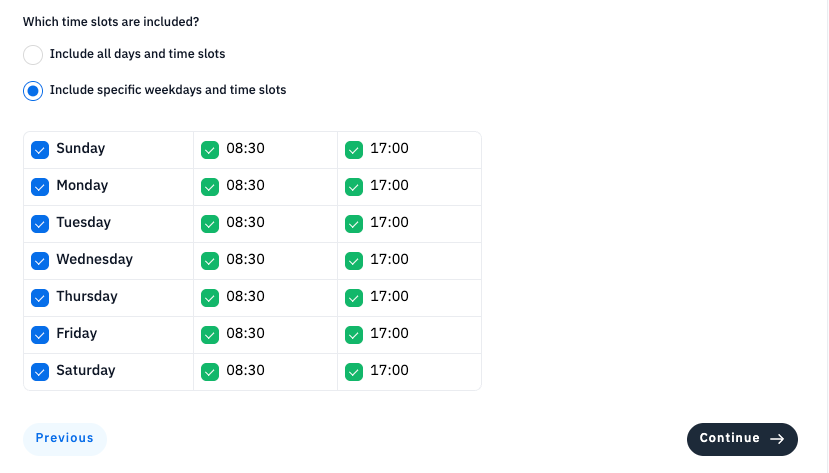 Which time slots are included?
Include all days and time slots
Include specific weekdays and time slots
Sunday 08:30 17:00
Monday 08:30 17:00
Tuesday 08:30 17:00
Wednesday 08:30 17:00
Thursday 08:30 17:00
Friday 08:30 17:00
Saturday 08:30 17:00
Previous Continue →